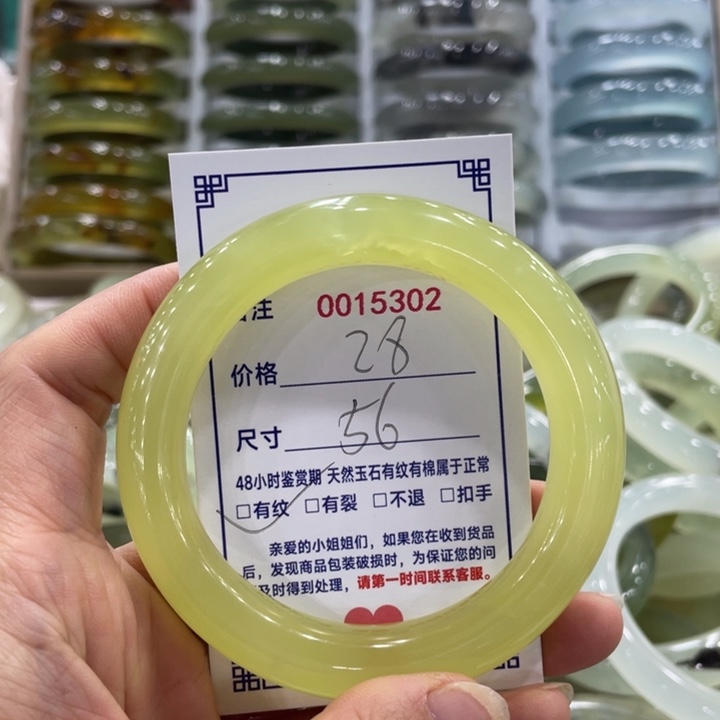 注 0015302
价格 28
尺寸 56
48小时鉴赏期 天然玉石有纹有棉属于正常
□有纹 □有裂 □不退 □扣手
亲爱的小姐姐们，如果您在收到货品
后，发现商品包装破损时，为保证您的问
及时得到处理，请第一时间联系客服。